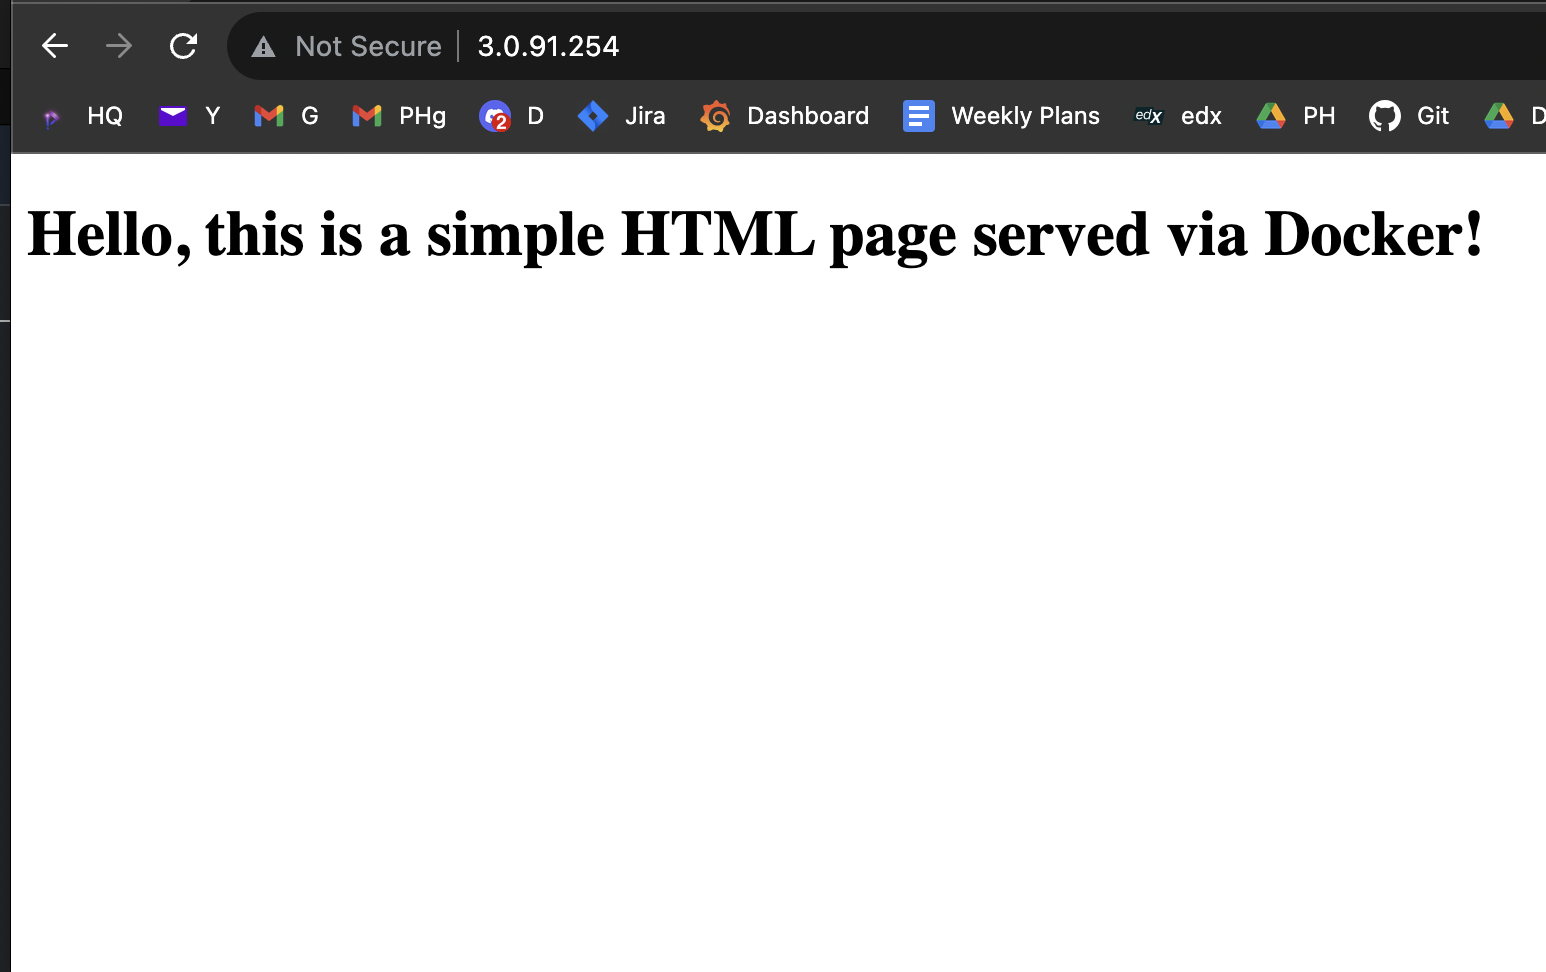 Not Secure 3.0.91.254
HQ Y G PHg 2 D Jira Dashboard Weekly Plans edx edx PH Git D
Hello, this is a simple HTML page served via Docker!